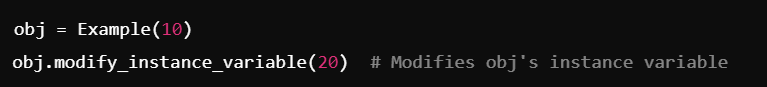 obj = Example(10)
obj.modify_instance_variable(20)  # Modifies obj's instance variable